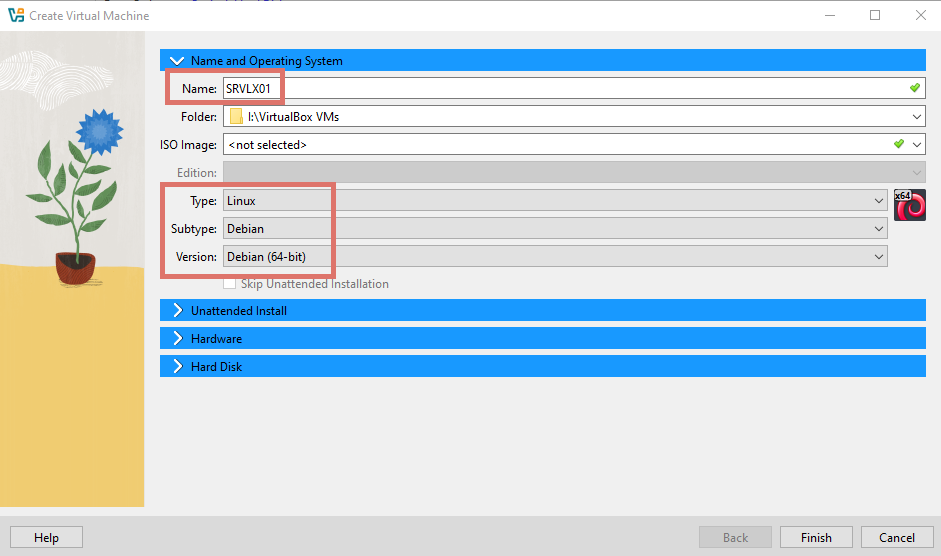 Create Virtual Machine
Name and Operating System
Name: SRVLX01
Folder: I:\VirtualBox VMs
ISO Image: <not selected>
Edition:
Type: Linux
x64
Subtype: Debian
Version: Debian (64-bit)
Skip Unattended Installation
Unattended Install
Hardware
Hard Disk
Help Back Finish Cancel